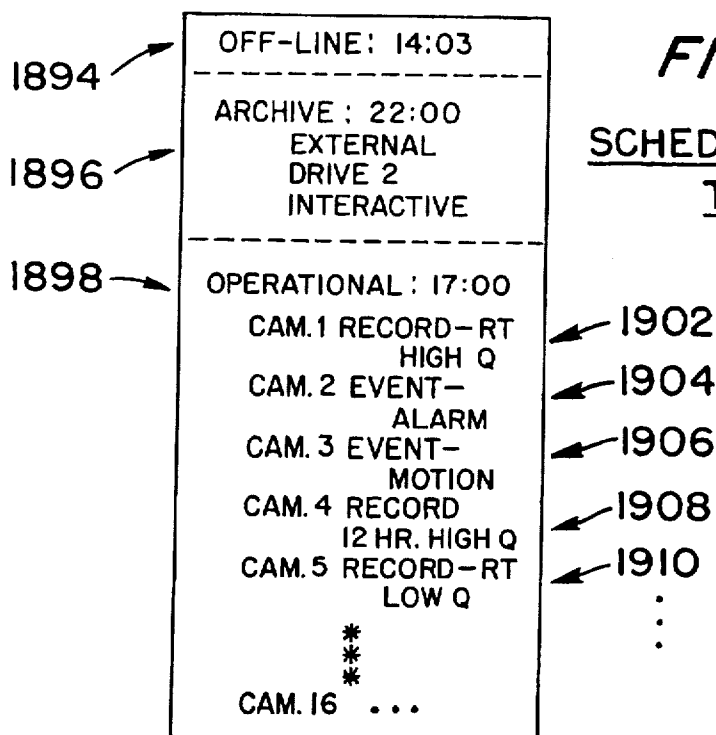 OFF-LINE: 14:03
1894
ARCHIVE: 22:00
EXTERNAL
1896
DRIVE 2
INTERACTIVE
1898
OPERATIONAL: 17:00
CAM.1 RECORD-RT
1902
HIGH Q
CAM.2 EVENT-
1904
ALARM
CAM.3 EVENT-
1906
MOTION
CAM.4 RECORD
1908
12 HR. HIGH Q
CAM.5 RECORD-RT
1910
LOW Q
*
*
*
CAM.16 ...
FI
SCHED